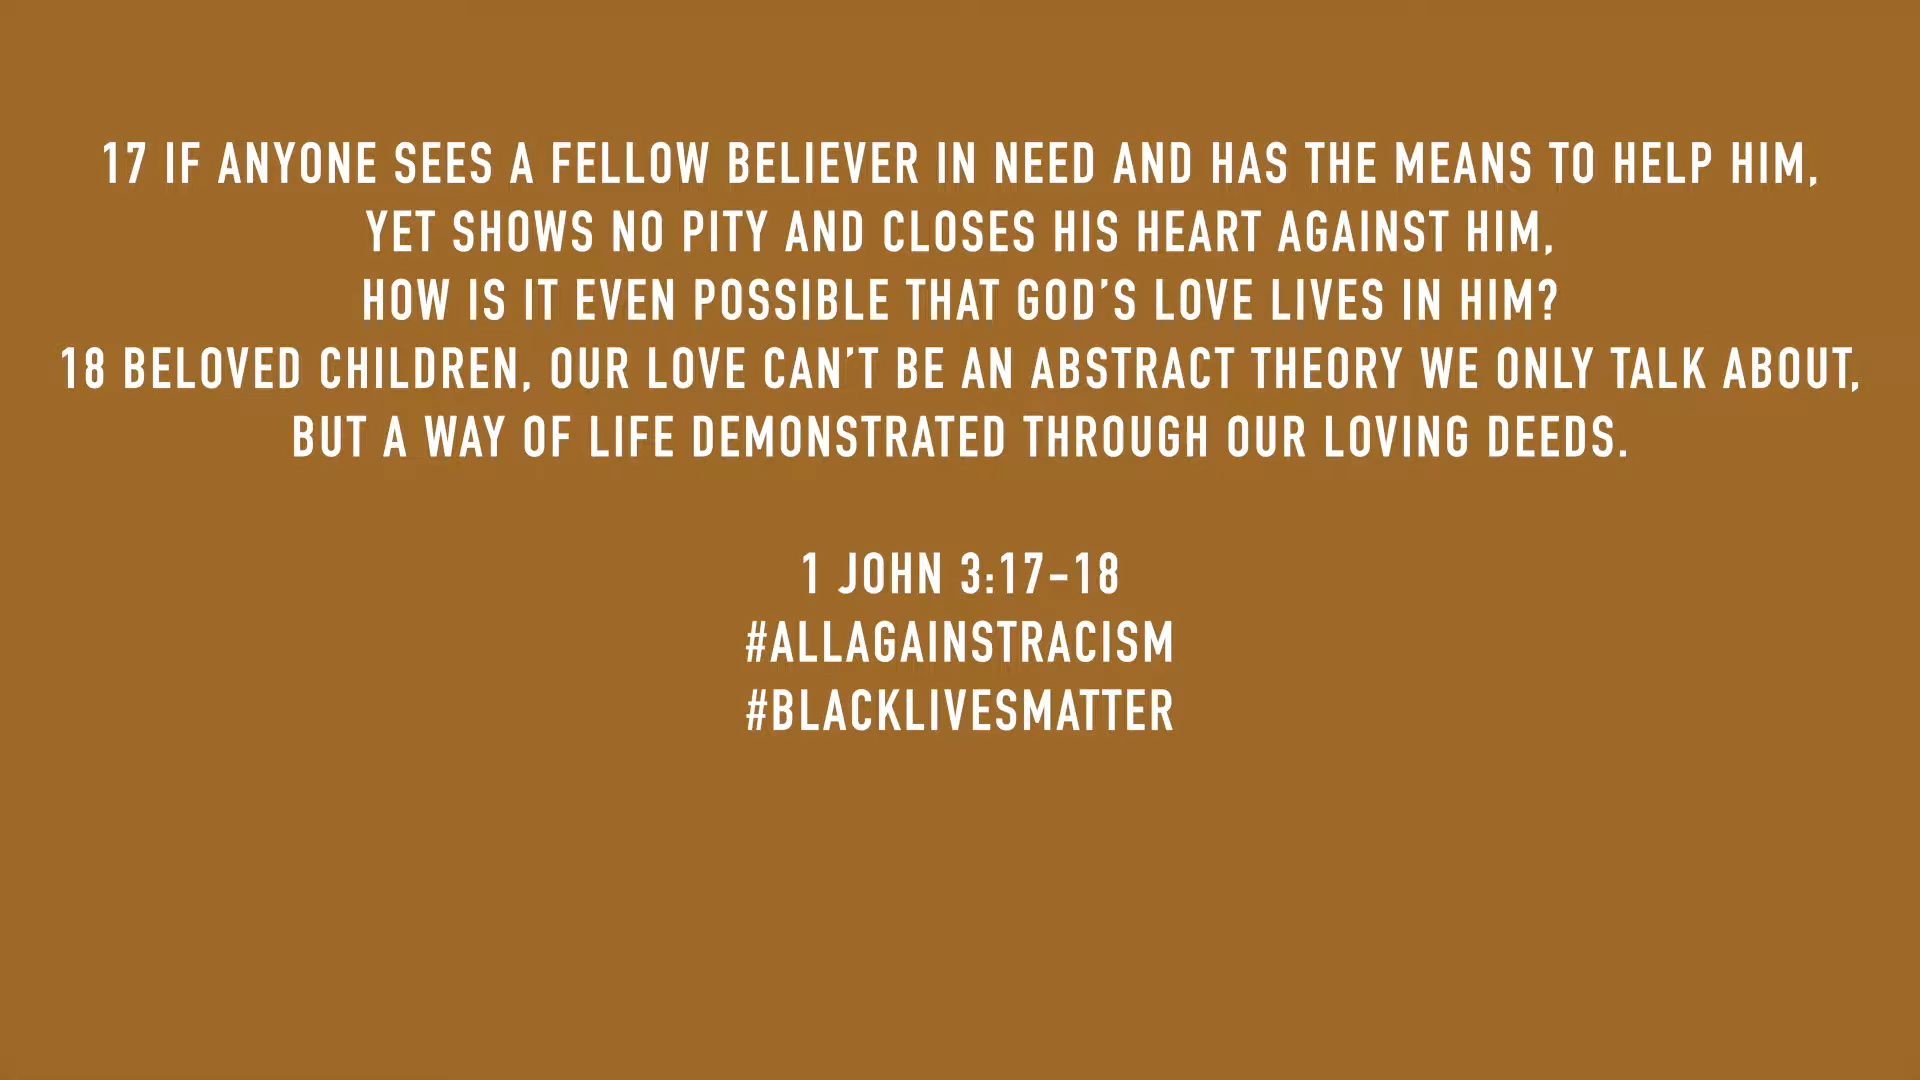 17 IF ANYONE SEES A FELLOW BELIEVER IN NEED AND HAS THE MEANS TO HELP HIM,
YET SHOWS NO PITY AND CLOSES HIS HEART AGAINST HIM,
HOW IS IT EVEN POSSIBLE THAT GOD’S LOVE LIVES IN HIM?
18 BELOVED CHILDREN, OUR LOVE CAN’T BE AN ABSTRACT THEORY WE ONLY TALK ABOUT,
BUT A WAY OF LIFE DEMONSTRATED THROUGH OUR LOVING DEEDS.
1 JOHN 3:17-18
#ALLAGAINSTRACISM
#BLACKLIVESMATTER